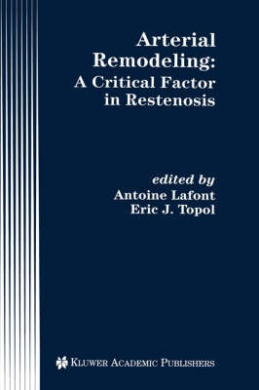 Arterial
Remodeling:
A Critical Factor
in Restenosis
edited by
Antoine Lafont
Eric J. Topol
KLUWER ACADEMIC PUBLISHERS